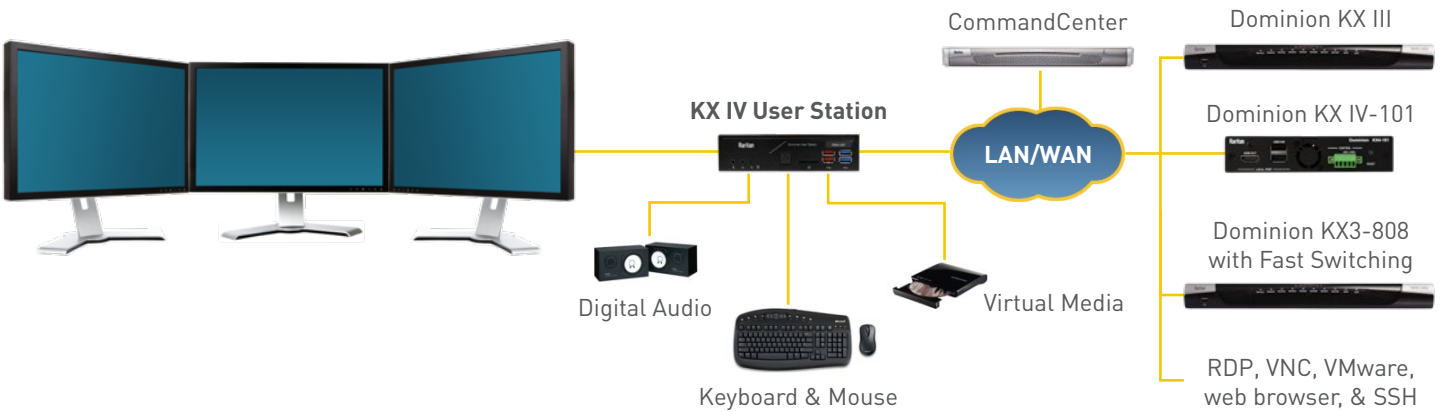 CommandCenter
Dominion KX III
KX IV User Station
Dominion KX IV-101
Raritan
LAN/WAN
Dominion KX3-808
with Fast Switching
Digital Audio
Virtual Media
Keyboard & Mouse
RDP, VNC, VMware,
web browser, & SSH